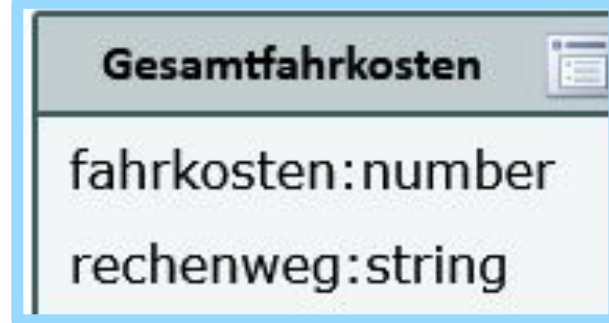 Gesamtfahrkosten
fahrkosten:number
rechenweg:string